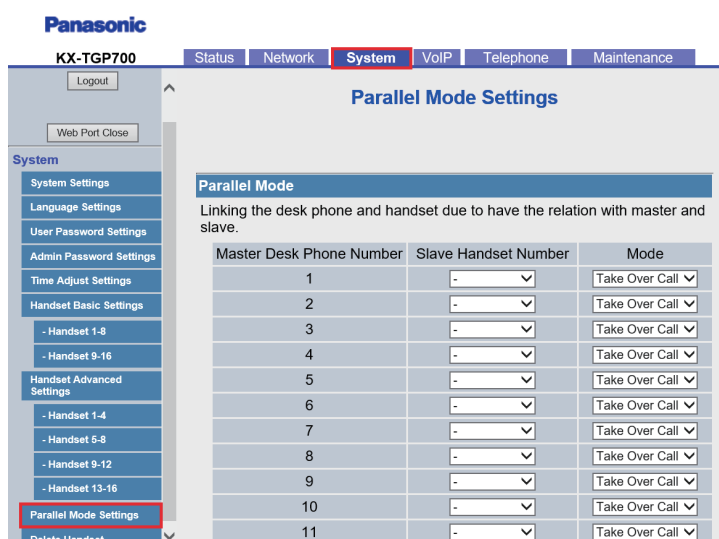 Panasonic
KX-TGP700
Status Network System VoIP Telephone Maintenance
Logout
Web Port Close
System
System Settings
Language Settings
User Password Settings
Admin Password Settings
Time Adjust Settings
Handset Basic Settings
- Handset 1-8
- Handset 9-16
Handset Advanced
Settings
- Handset 1-4
- Handset 5-8
- Handset 9-12
- Handset 13-16
Parallel Mode Settings
Delete Handset
Parallel Mode Settings
Parallel Mode
Linking the desk phone and handset due to have the relation with master and
slave.
Master Desk Phone Number Slave Handset Number Mode
1 - Take Over Call
2 - Take Over Call
3 - Take Over Call
4 - Take Over Call
5 - Take Over Call
6 - Take Over Call
7 - Take Over Call
8 - Take Over Call
9 - Take Over Call
10 - Take Over Call
11 - Take Over Call